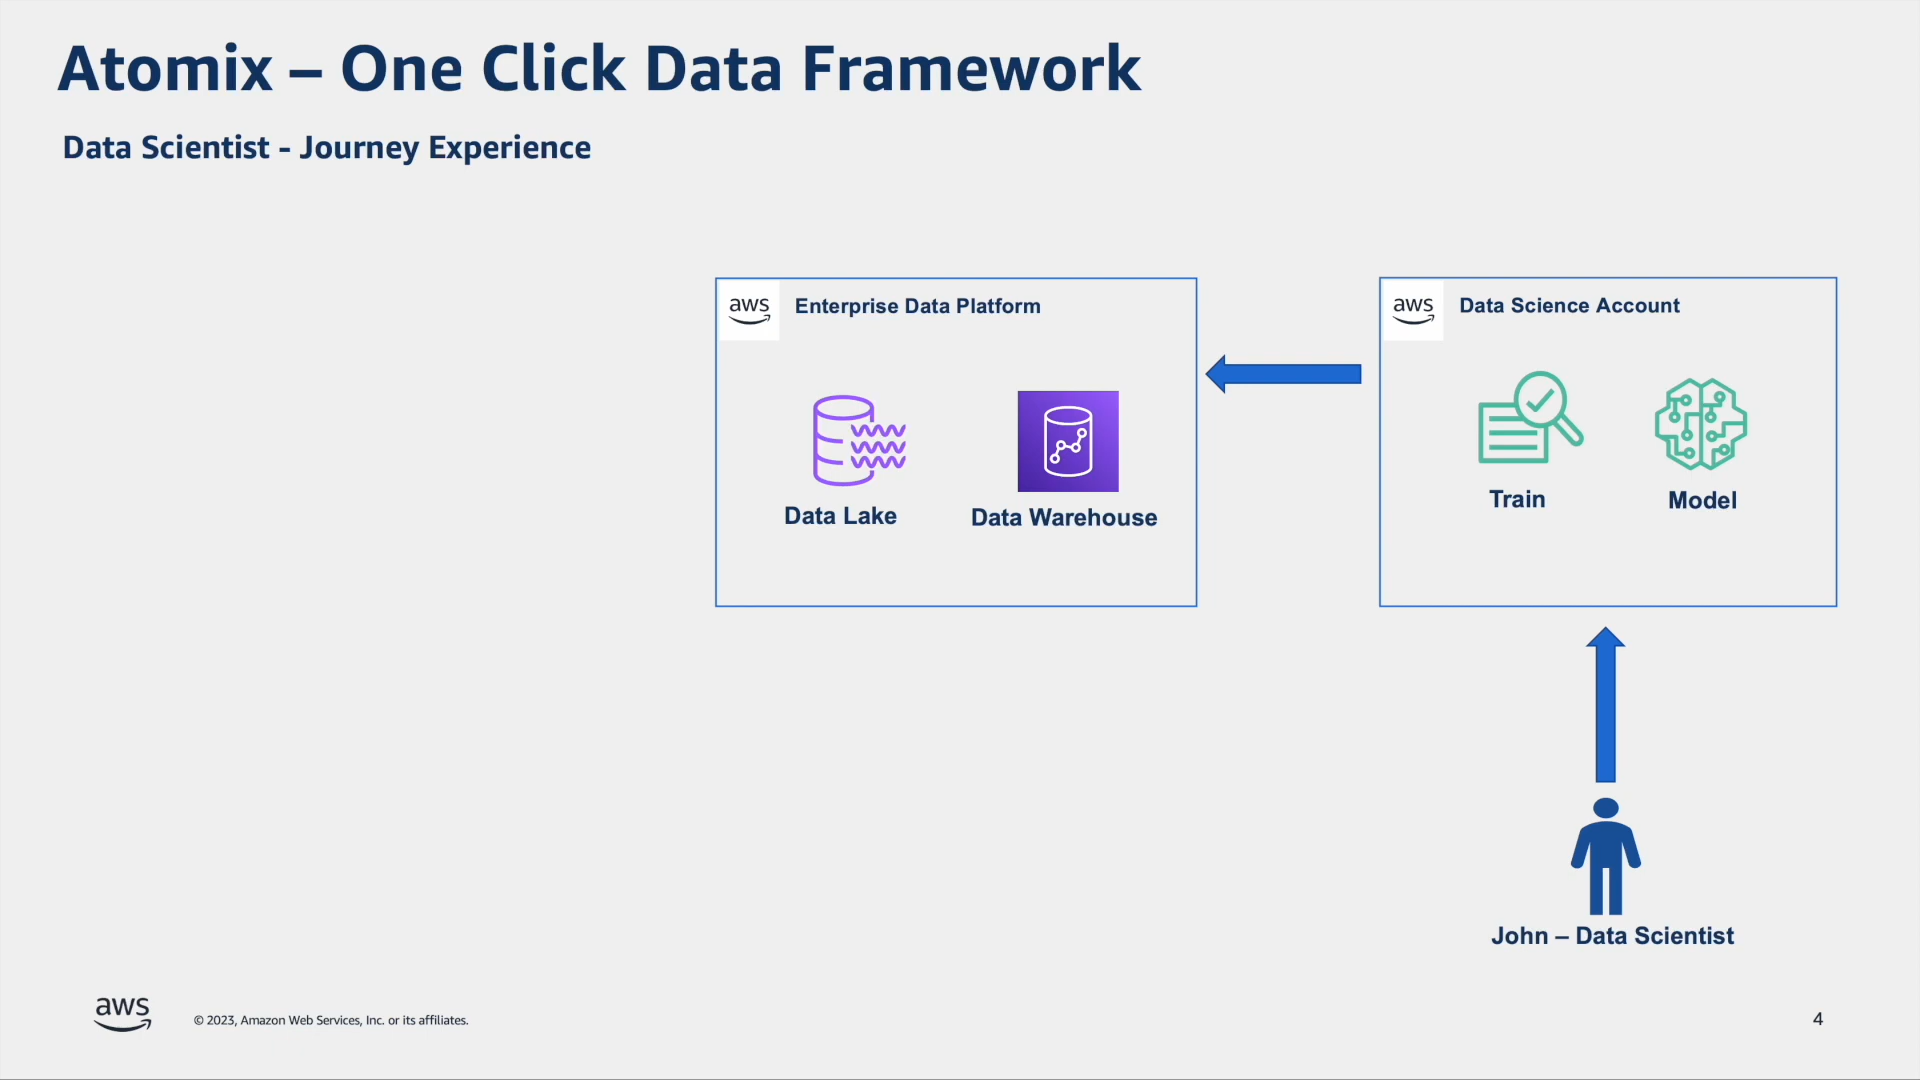 Atomix – One Click Data Framework
Data Scientist - Journey Experience
aws
Enterprise Data Platform
Data Lake
Data Warehouse
aws
Data Science Account
Train
Model
John – Data Scientist
aws
© 2023, Amazon Web Services, Inc. or its affiliates.
4